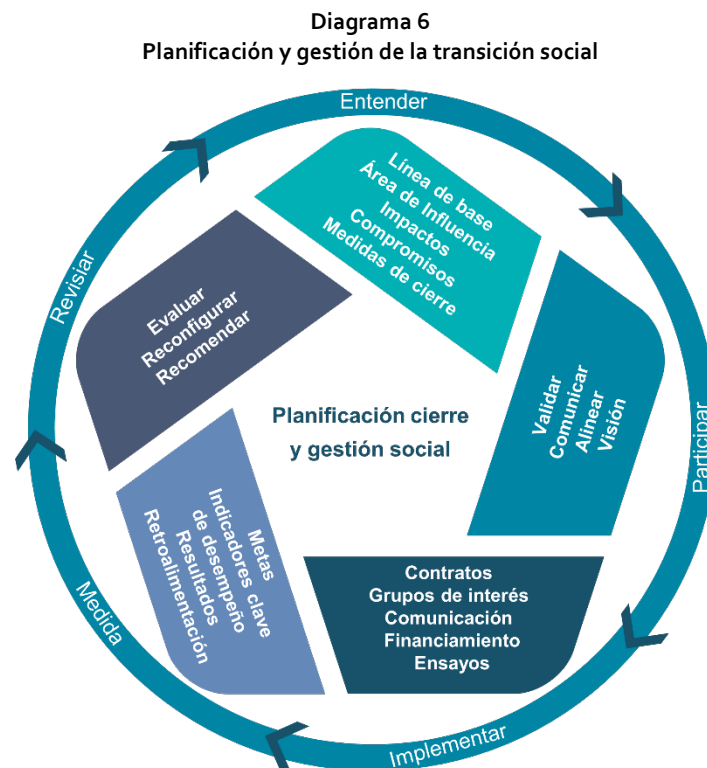 Diagrama 6
Planificación y gestión de la transición social
Entender
Línea de base
Área de Influencia
Impactos
Compromisos
Medidas de cierre
Participar
Validar
Comunicar
Alinear
Visión
Implementar
Contratos
Grupos de interés
Comunicación
Financiamiento
Ensayos
Medida
Metas
Indicadores clave
de desempeño
Resultados
Retroalimentación
Revisiar
Evaluar
Reconfigurar
Recomendar
Planificación cierre
y gestión social